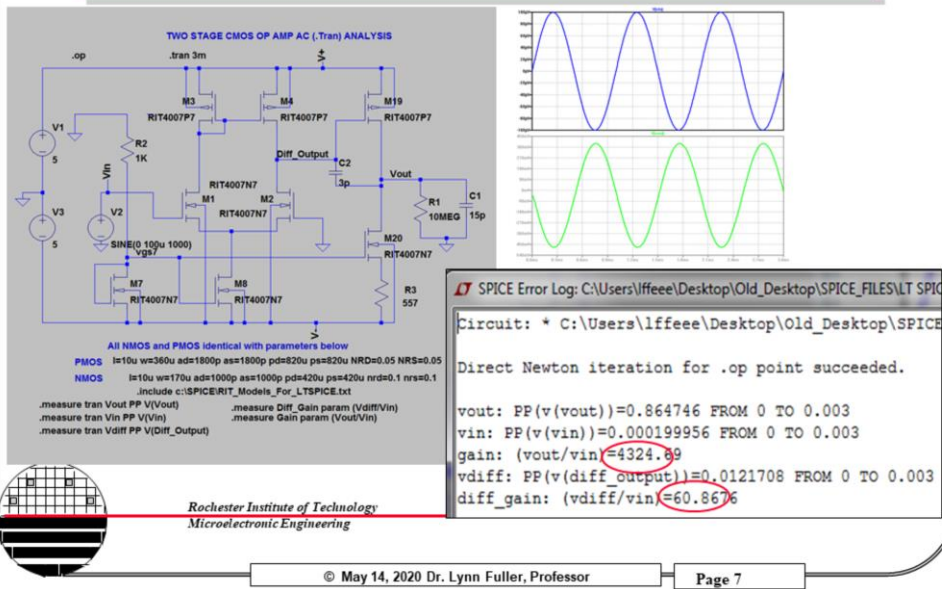 TWO STAGE CMOS OP AMP AC (.Tran) ANALYSIS
.op
.tran 3m
V+
M3
M4
M19
RIT4007P7
RIT4007P7
RIT4007P7
V1
5
R2
1K
Vin
Diff_Output
C2
3p
Vout
RIT4007N7
M1
M2
RIT4007N7
R1
10MEG
C1
15p
V3
5
V2
SINE(0 100u 1000)
vgs7
M20
RIT4007N7
M7
RIT4007N7
M8
RIT4007N7
R3
557
V-
All NMOS and PMOS identical with parameters below
PMOS l=10u w=360u ad=1800p as=1800p pd=820u ps=820u NRD=0.05 NRS=0.05
NMOS l=10u w=170u ad=1000p as=1000p pd=420u ps=420u nrd=0.1 nrs=0.1
.include c:\SPICE\RIT_Models_For_LTSPICE.txt
.measure tran Vout PP V(Vout)
.measure Diff_Gain param (Vdiff/Vin)
.measure tran Vin PP V(Vin)
.measure Gain param (Vout/Vin)
.measure tran Vdiff PP V(Diff_Output)
SPICE Error Log: C:\Users\lffeee\Desktop\Old_Desktop\SPICE_FILES\LT SPIC
Circuit: * C:\Users\lffeee\Desktop\Old_Desktop\SPICE
Direct Newton iteration for .op point succeeded.
vout: PP(v(vout))=0.864746 FROM 0 TO 0.003
vin: PP(v(vin))=0.000199956 FROM 0 TO 0.003
gain: (vout/vin)=4324.69
vdiff: PP(v(diff_output))=0.0121708 FROM 0 TO 0.003
diff_gain: (vdiff/vin)=60.8676
Rochester Institute of Technology
Microelectronic Engineering
© May 14, 2020 Dr. Lynn Fuller, Professor
Page 7